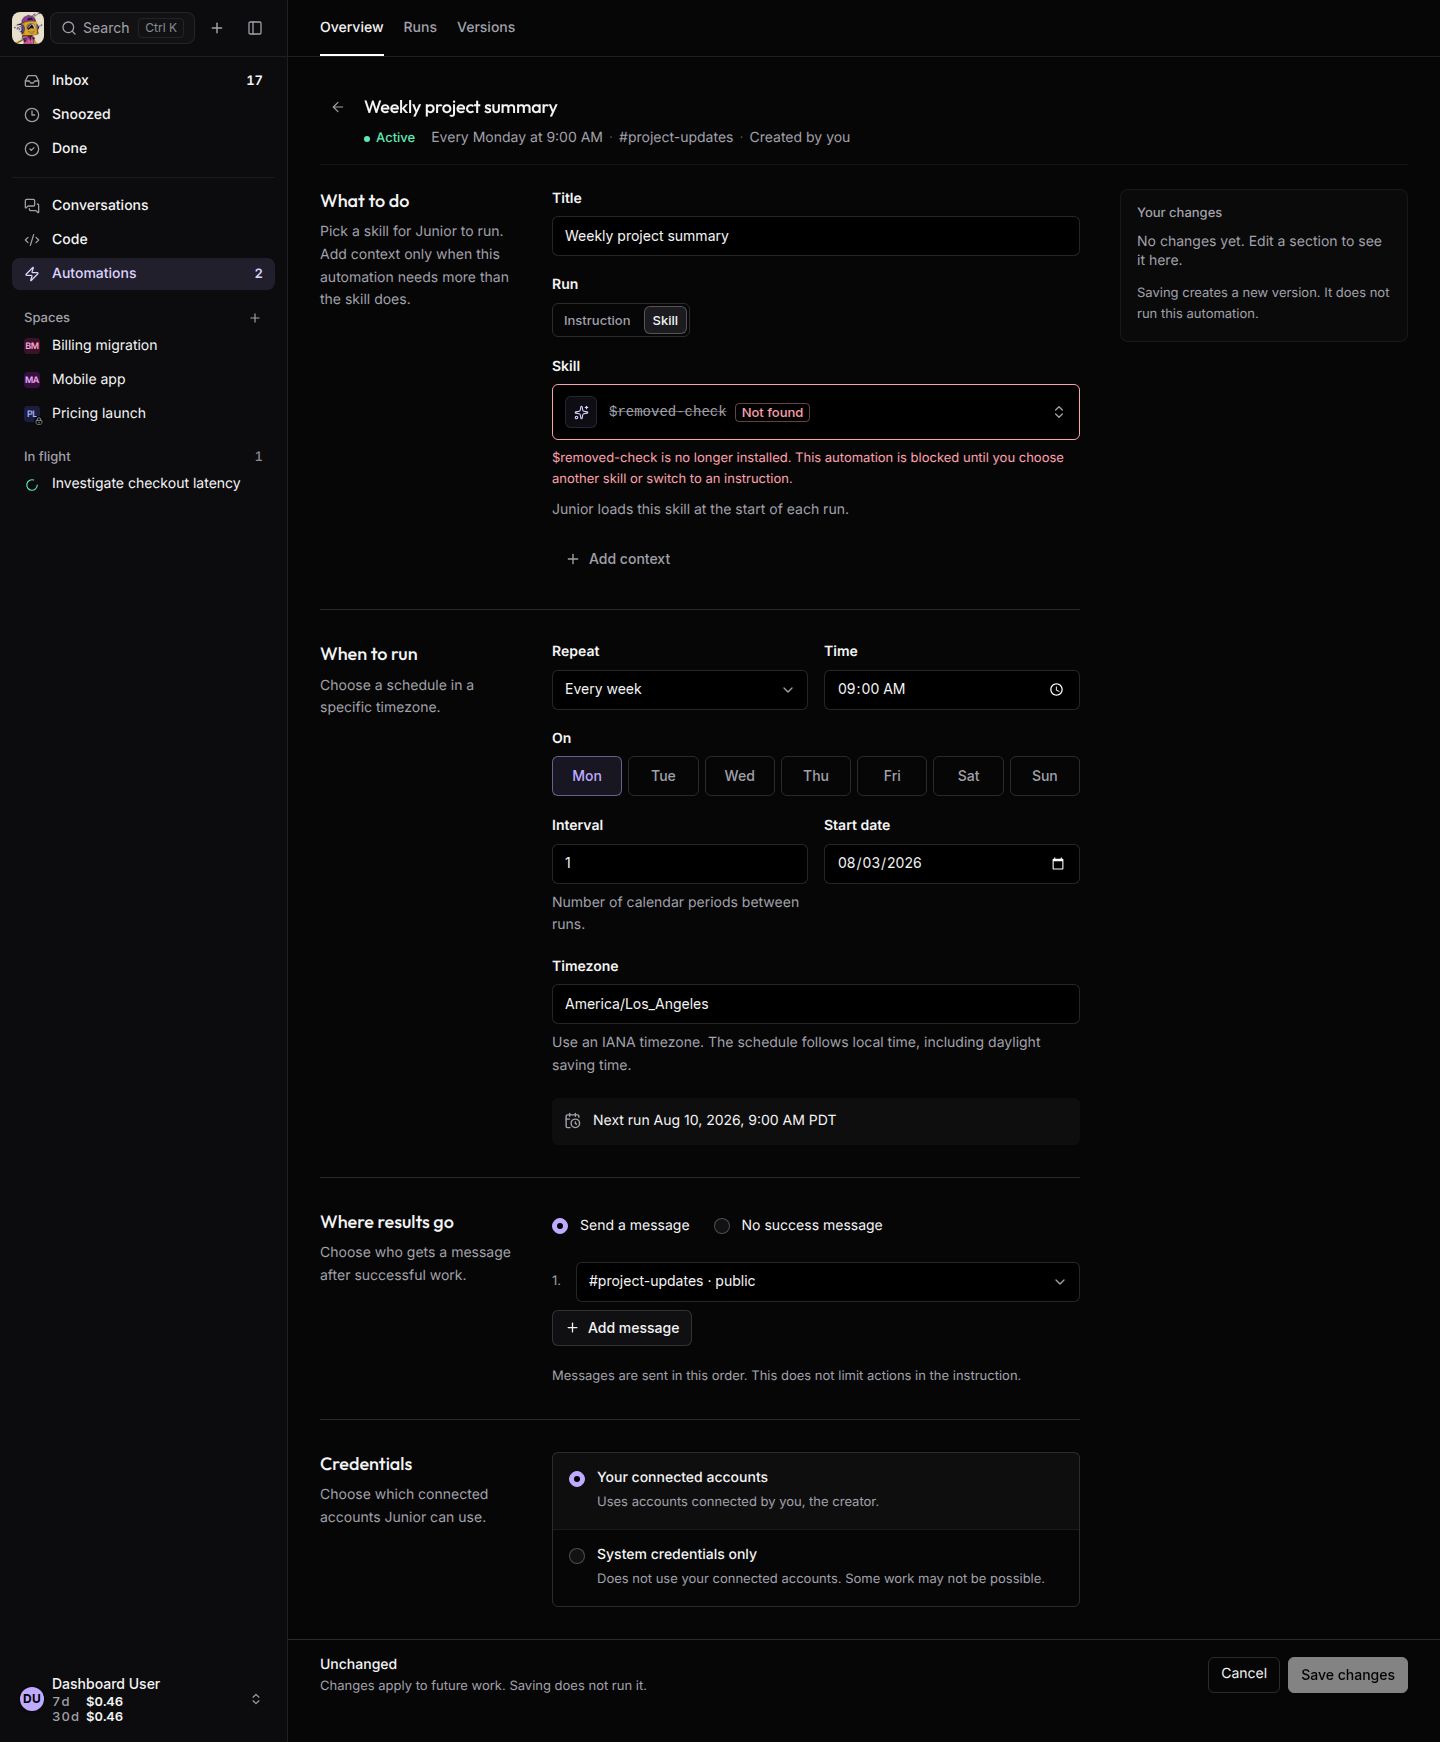 Search Ctrl K
Inbox 17
Snoozed
Done
Conversations
Code
Automations 2
Spaces
BM Billing migration
MA Mobile app
PL Pricing launch
In flight 1
Investigate checkout latency
DU Dashboard User
7d $0.46
30d $0.46
Overview Runs Versions
Weekly project summary
Active Every Monday at 9:00 AM · #project-updates · Created by you
What to do
Pick a skill for Junior to run.
Add context only when this
automation needs more than
the skill does.
Title
Weekly project summary
Run
Instruction Skill
Skill
$removed-check Not found
$removed-check is no longer installed. This automation is blocked until you choose
another skill or switch to an instruction.
Junior loads this skill at the start of each run.
Add context
Your changes
No changes yet. Edit a section to see
it here.
Saving creates a new version. It does not
run this automation.
When to run
Choose a schedule in a
specific timezone.
Repeat Time
Every week 09:00 AM
On
Mon Tue Wed Thu Fri Sat Sun
Interval Start date
1 08/03/2026
Number of calendar periods between
runs.
Timezone
America/Los_Angeles
Use an IANA timezone. The schedule follows local time, including daylight
saving time.
Next run Aug 10, 2026, 9:00 AM PDT
Where results go
Choose who gets a message
after successful work.
Send a message No success message
1. #project-updates · public
Add message
Messages are sent in this order. This does not limit actions in the instruction.
Credentials
Choose which connected
accounts Junior can use.
Your connected accounts
Uses accounts connected by you, the creator.
System credentials only
Does not use your connected accounts. Some work may not be possible.
Unchanged
Changes apply to future work. Saving does not run it.
Cancel Save changes